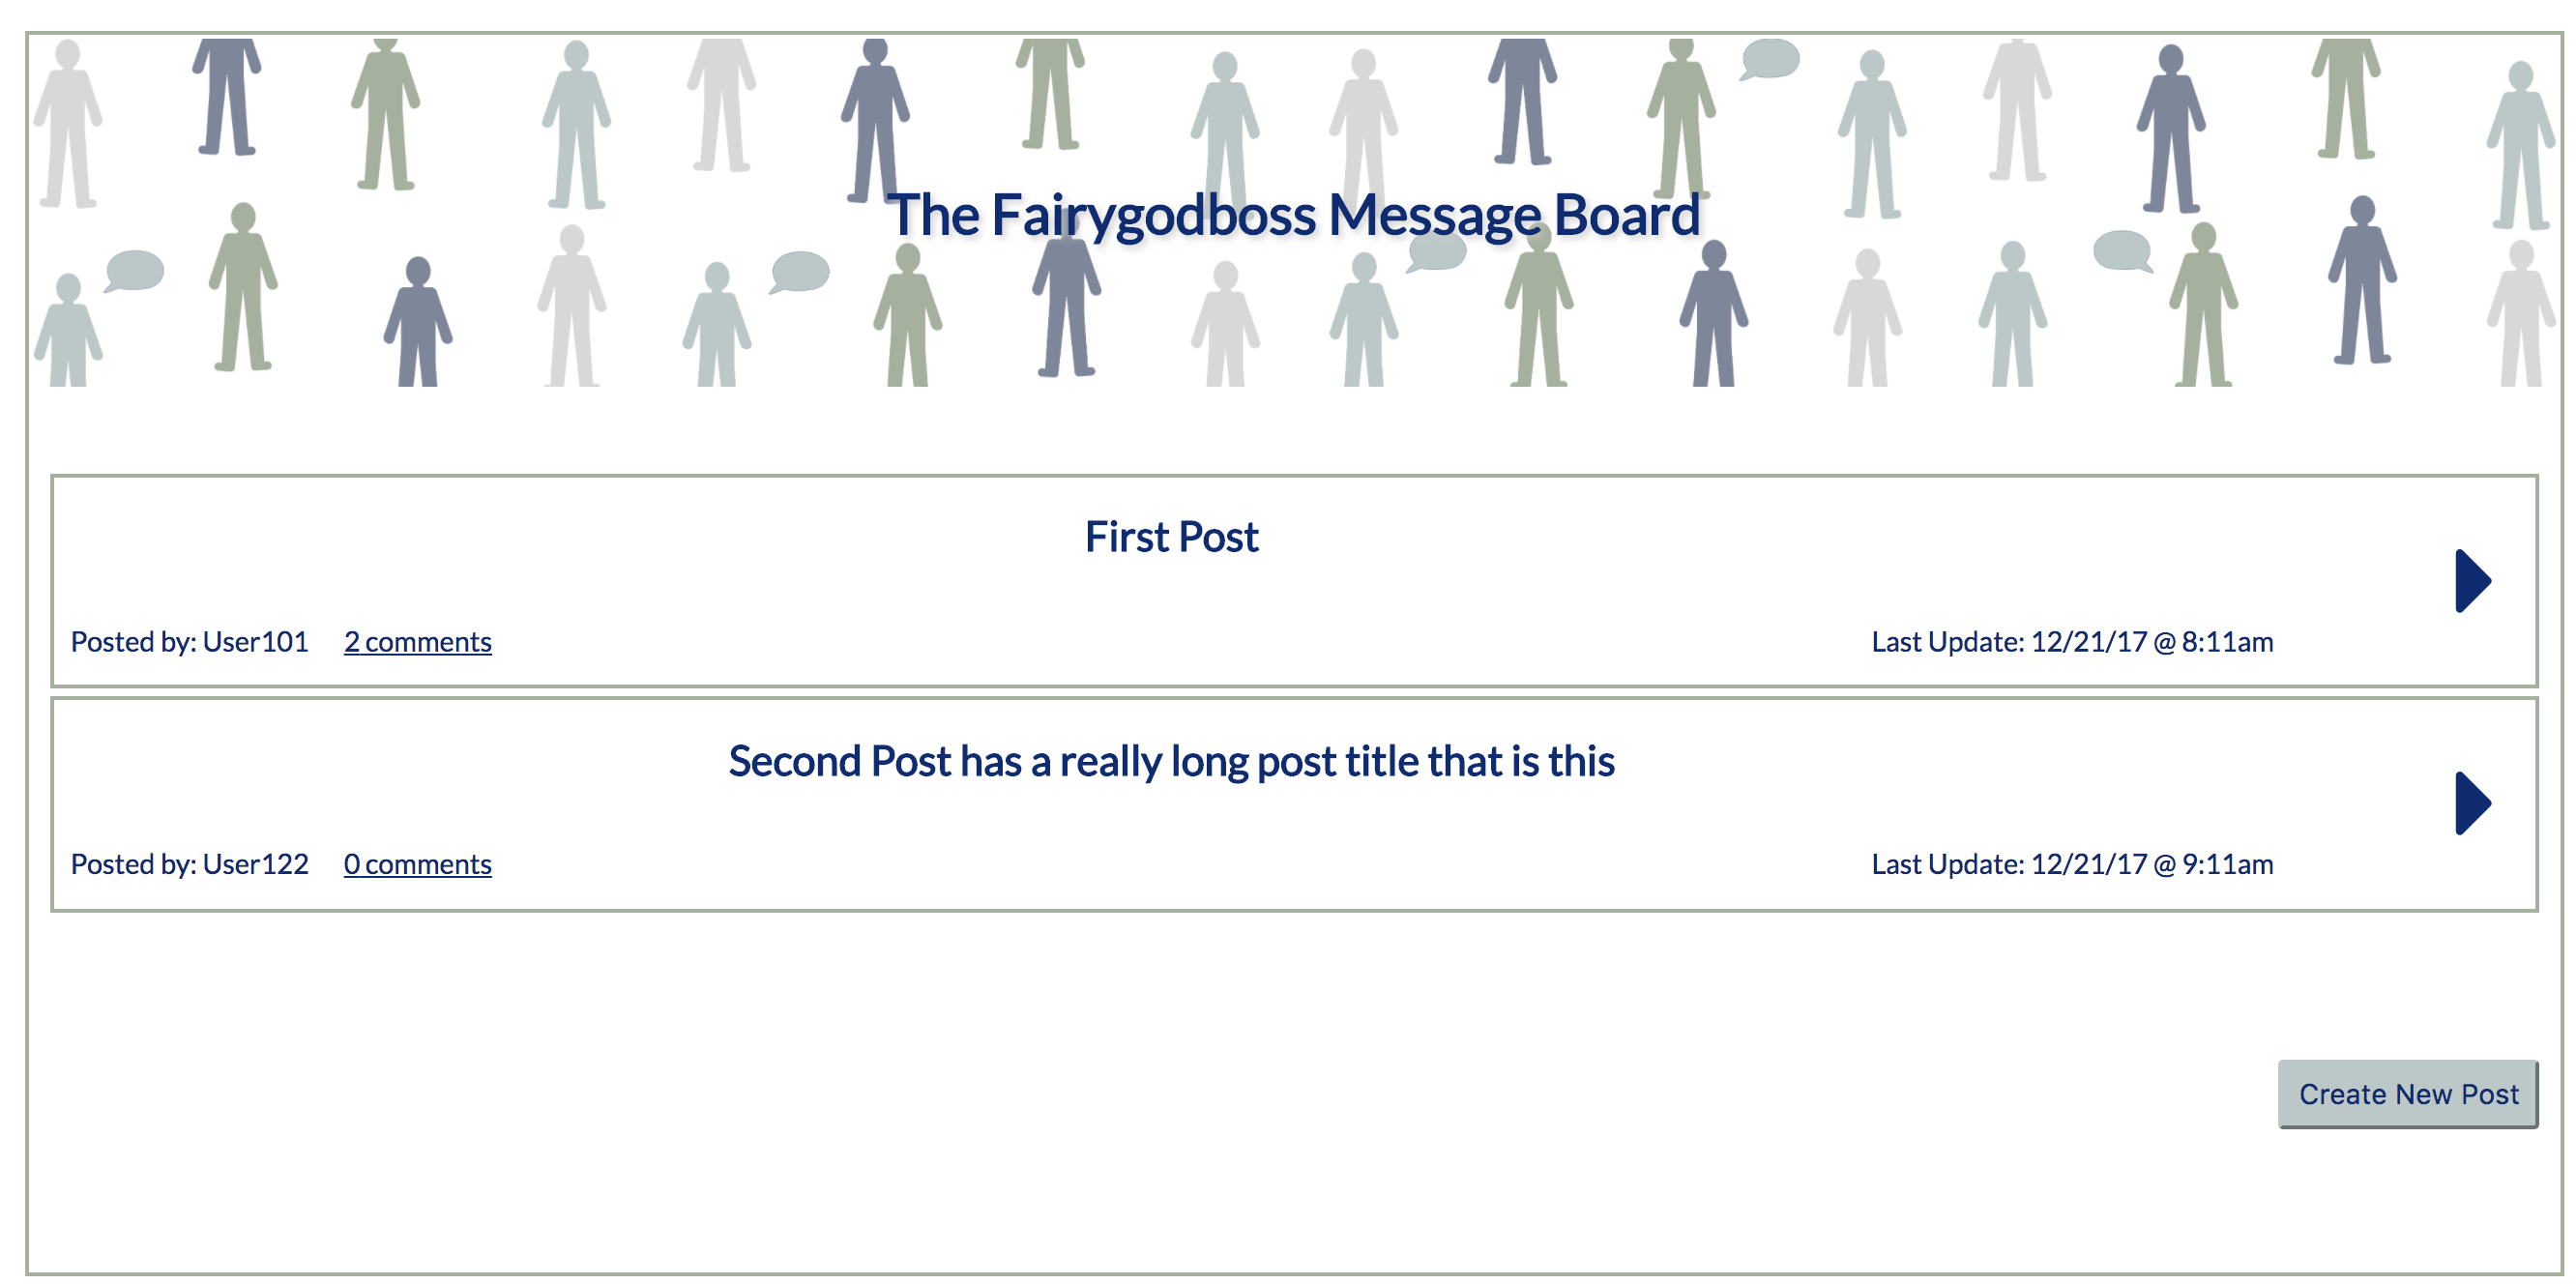 The Fairygodboss Message Board
First Post
Posted by: User101 2 comments Last Update: 12/21/17 @ 8:11am
Second Post has a really long post title that is this
Posted by: User122 0 comments Last Update: 12/21/17 @ 9:11am
Create New Post